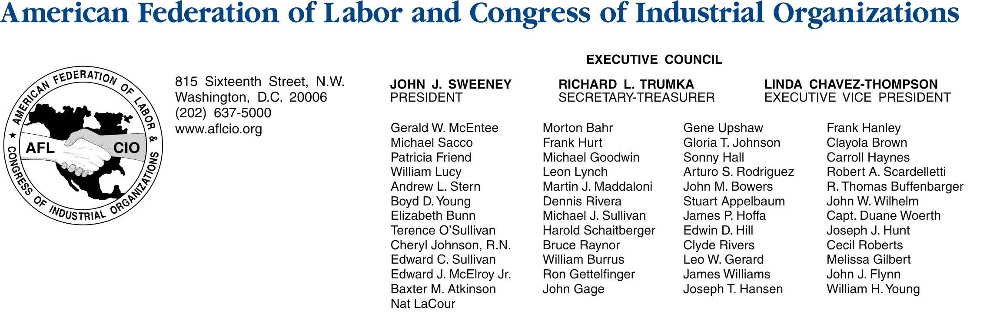 American Federation of Labor and Congress of Industrial Organizations
AMERICAN FEDERATION OF LABOR &
CONGRESS OF INDUSTRIAL ORGANIZATIONS
★
AFL
CIO
815 Sixteenth Street, N.W.
Washington, D.C. 20006
(202) 637-5000
www.aflcio.org
EXECUTIVE COUNCIL
JOHN J. SWEENEY
PRESIDENT
RICHARD L. TRUMKA
SECRETARY-TREASURER
LINDA CHAVEZ-THOMPSON
EXECUTIVE VICE PRESIDENT
Gerald W. McEntee
Michael Sacco
Patricia Friend
William Lucy
Andrew L. Stern
Boyd D. Young
Elizabeth Bunn
Terence O’Sullivan
Cheryl Johnson, R.N.
Edward C. Sullivan
Edward J. McElroy Jr.
Baxter M. Atkinson
Nat LaCour
Morton Bahr
Frank Hurt
Michael Goodwin
Leon Lynch
Martin J. Maddaloni
Dennis Rivera
Michael J. Sullivan
Harold Schaitberger
Bruce Raynor
William Burrus
Ron Gettelfinger
John Gage
Gene Upshaw
Gloria T. Johnson
Sonny Hall
Arturo S. Rodriguez
John M. Bowers
Stuart Appelbaum
James P. Hoffa
Edwin D. Hill
Clyde Rivers
Leo W. Gerard
James Williams
Joseph T. Hansen
Frank Hanley
Clayola Brown
Carroll Haynes
Robert A. Scardelletti
R. Thomas Buffenbarger
John W. Wilhelm
Capt. Duane Woerth
Joseph J. Hunt
Cecil Roberts
Melissa Gilbert
John J. Flynn
William H. Young